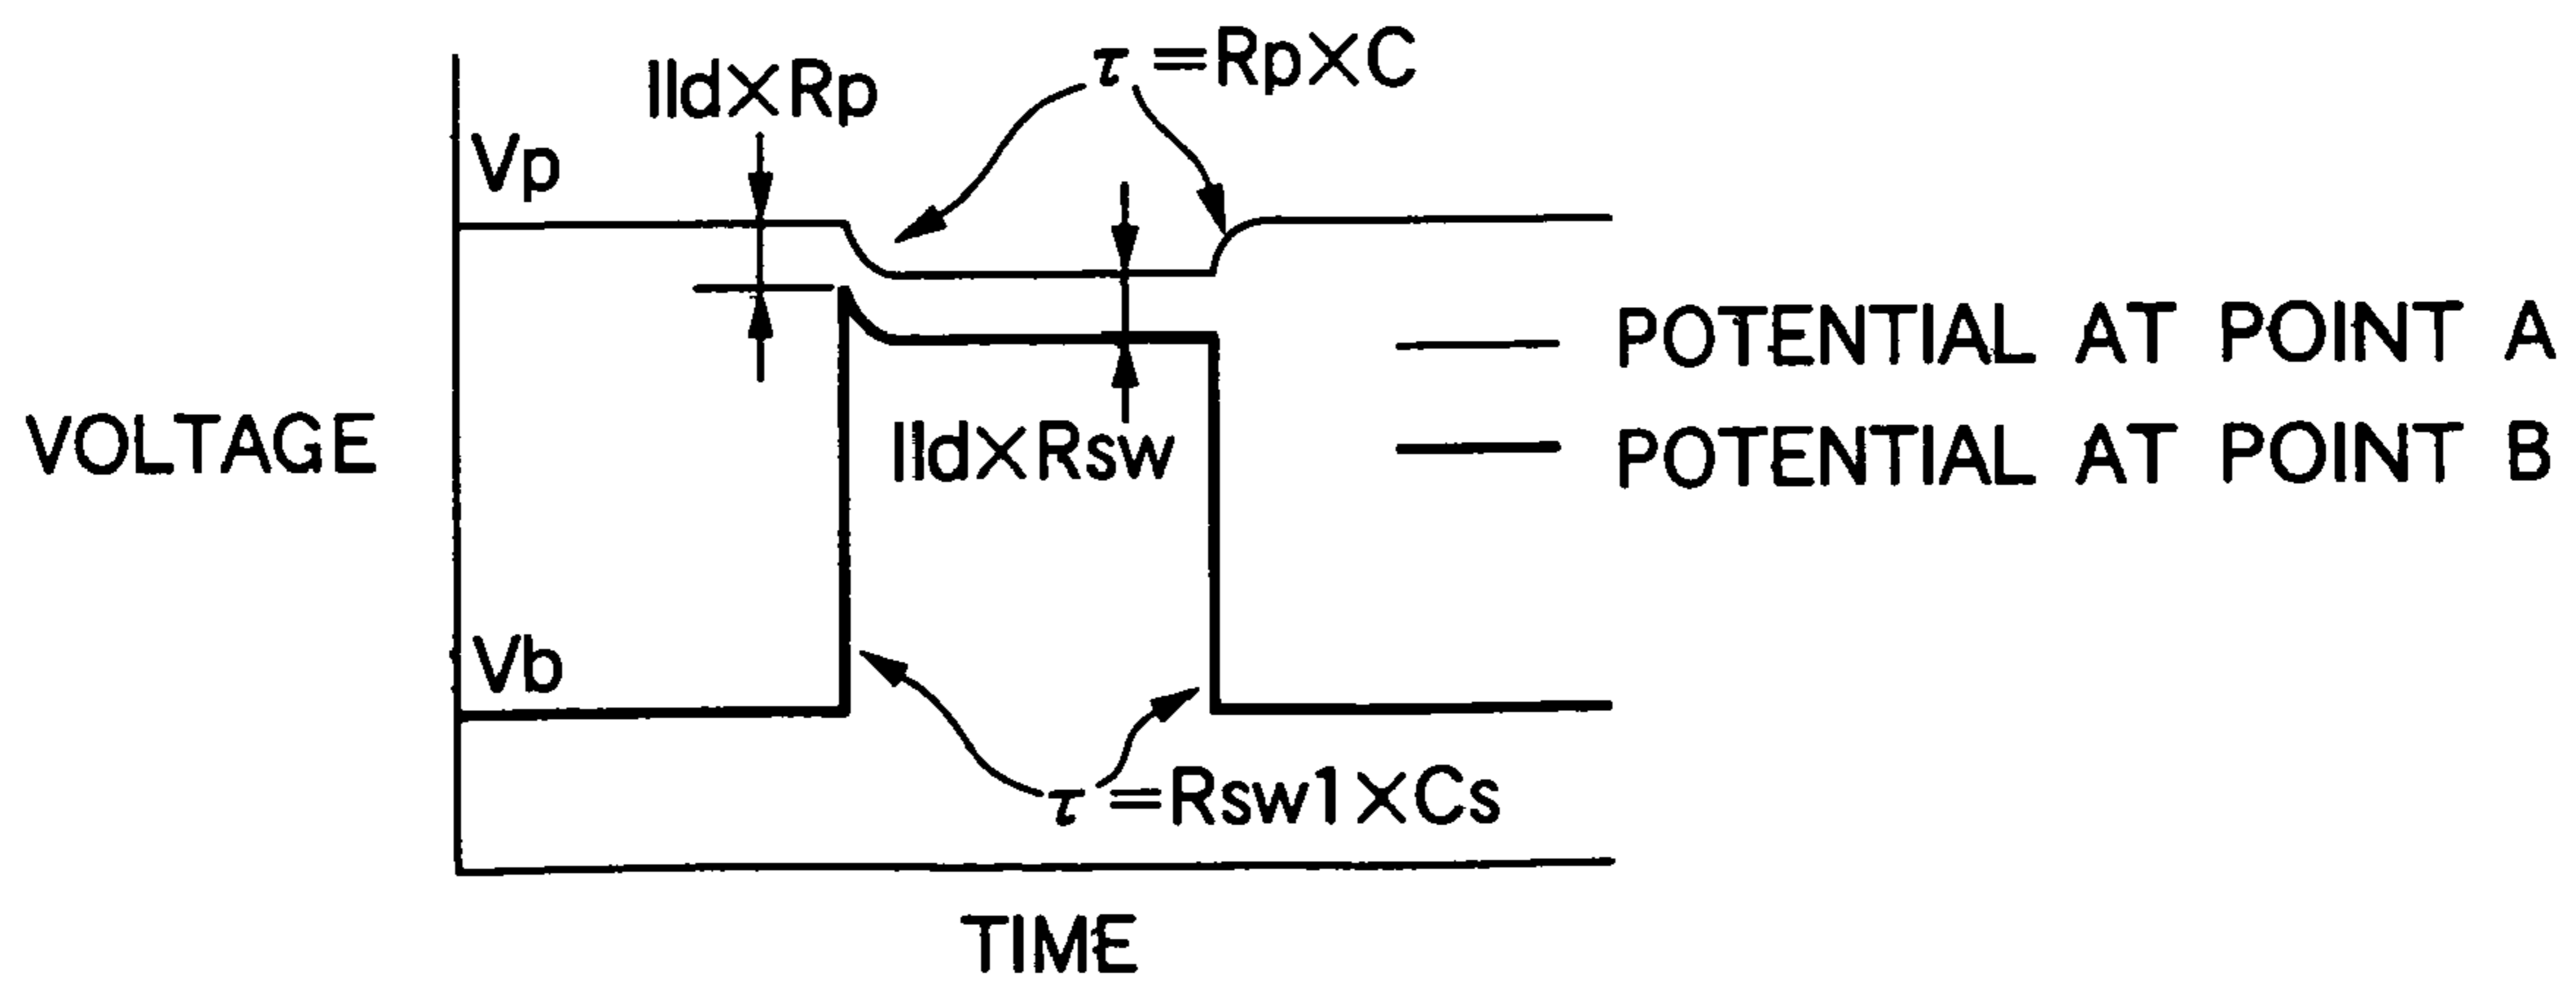 τ=Rp×C
Ild×Rp
Vp
POTENTIAL AT POINT A
VOLTAGE
Ild×Rsw
POTENTIAL AT POINT B
Vb
τ=Rsw1×Cs
TIME